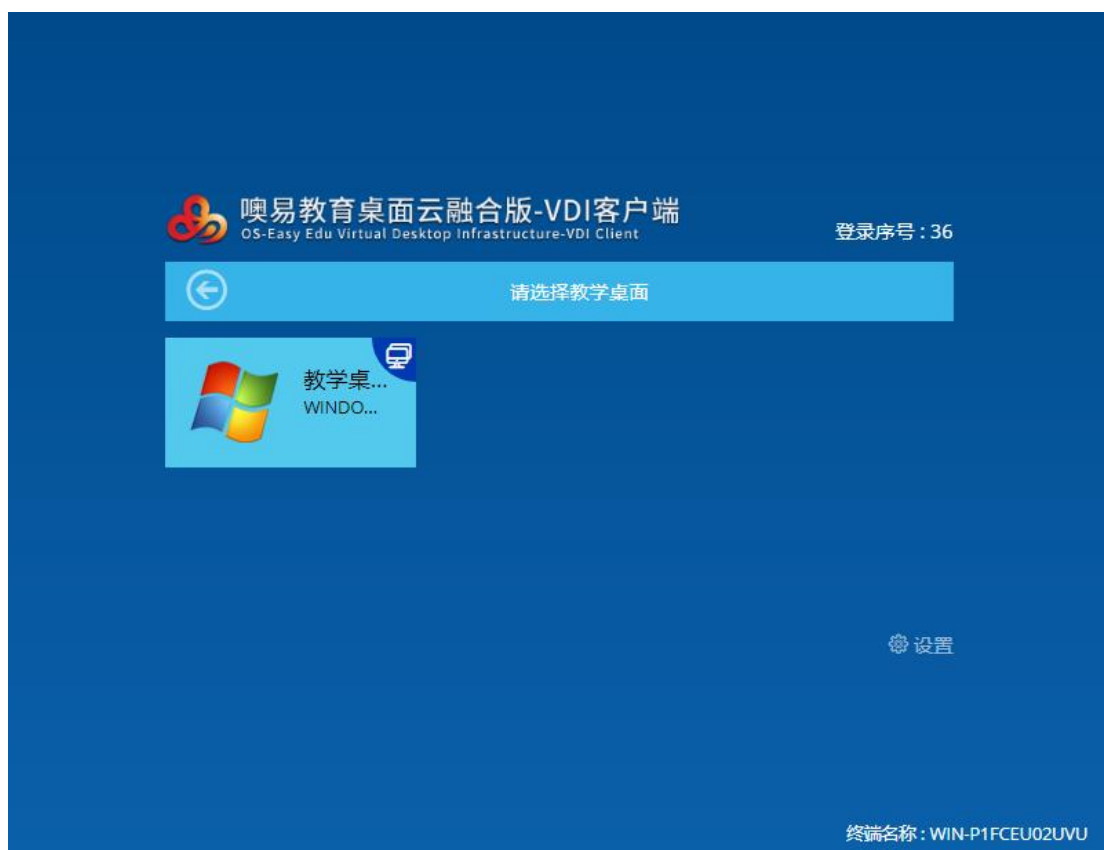 噢易教育桌面云融合版-VDI客户端
OS-Easy Edu Virtual Desktop Infrastructure-VDI Client
登录序号:36
请选择教学桌面
教学桌...
WINDO...
设置
终端名称:WIN-P1FCEU02UVU